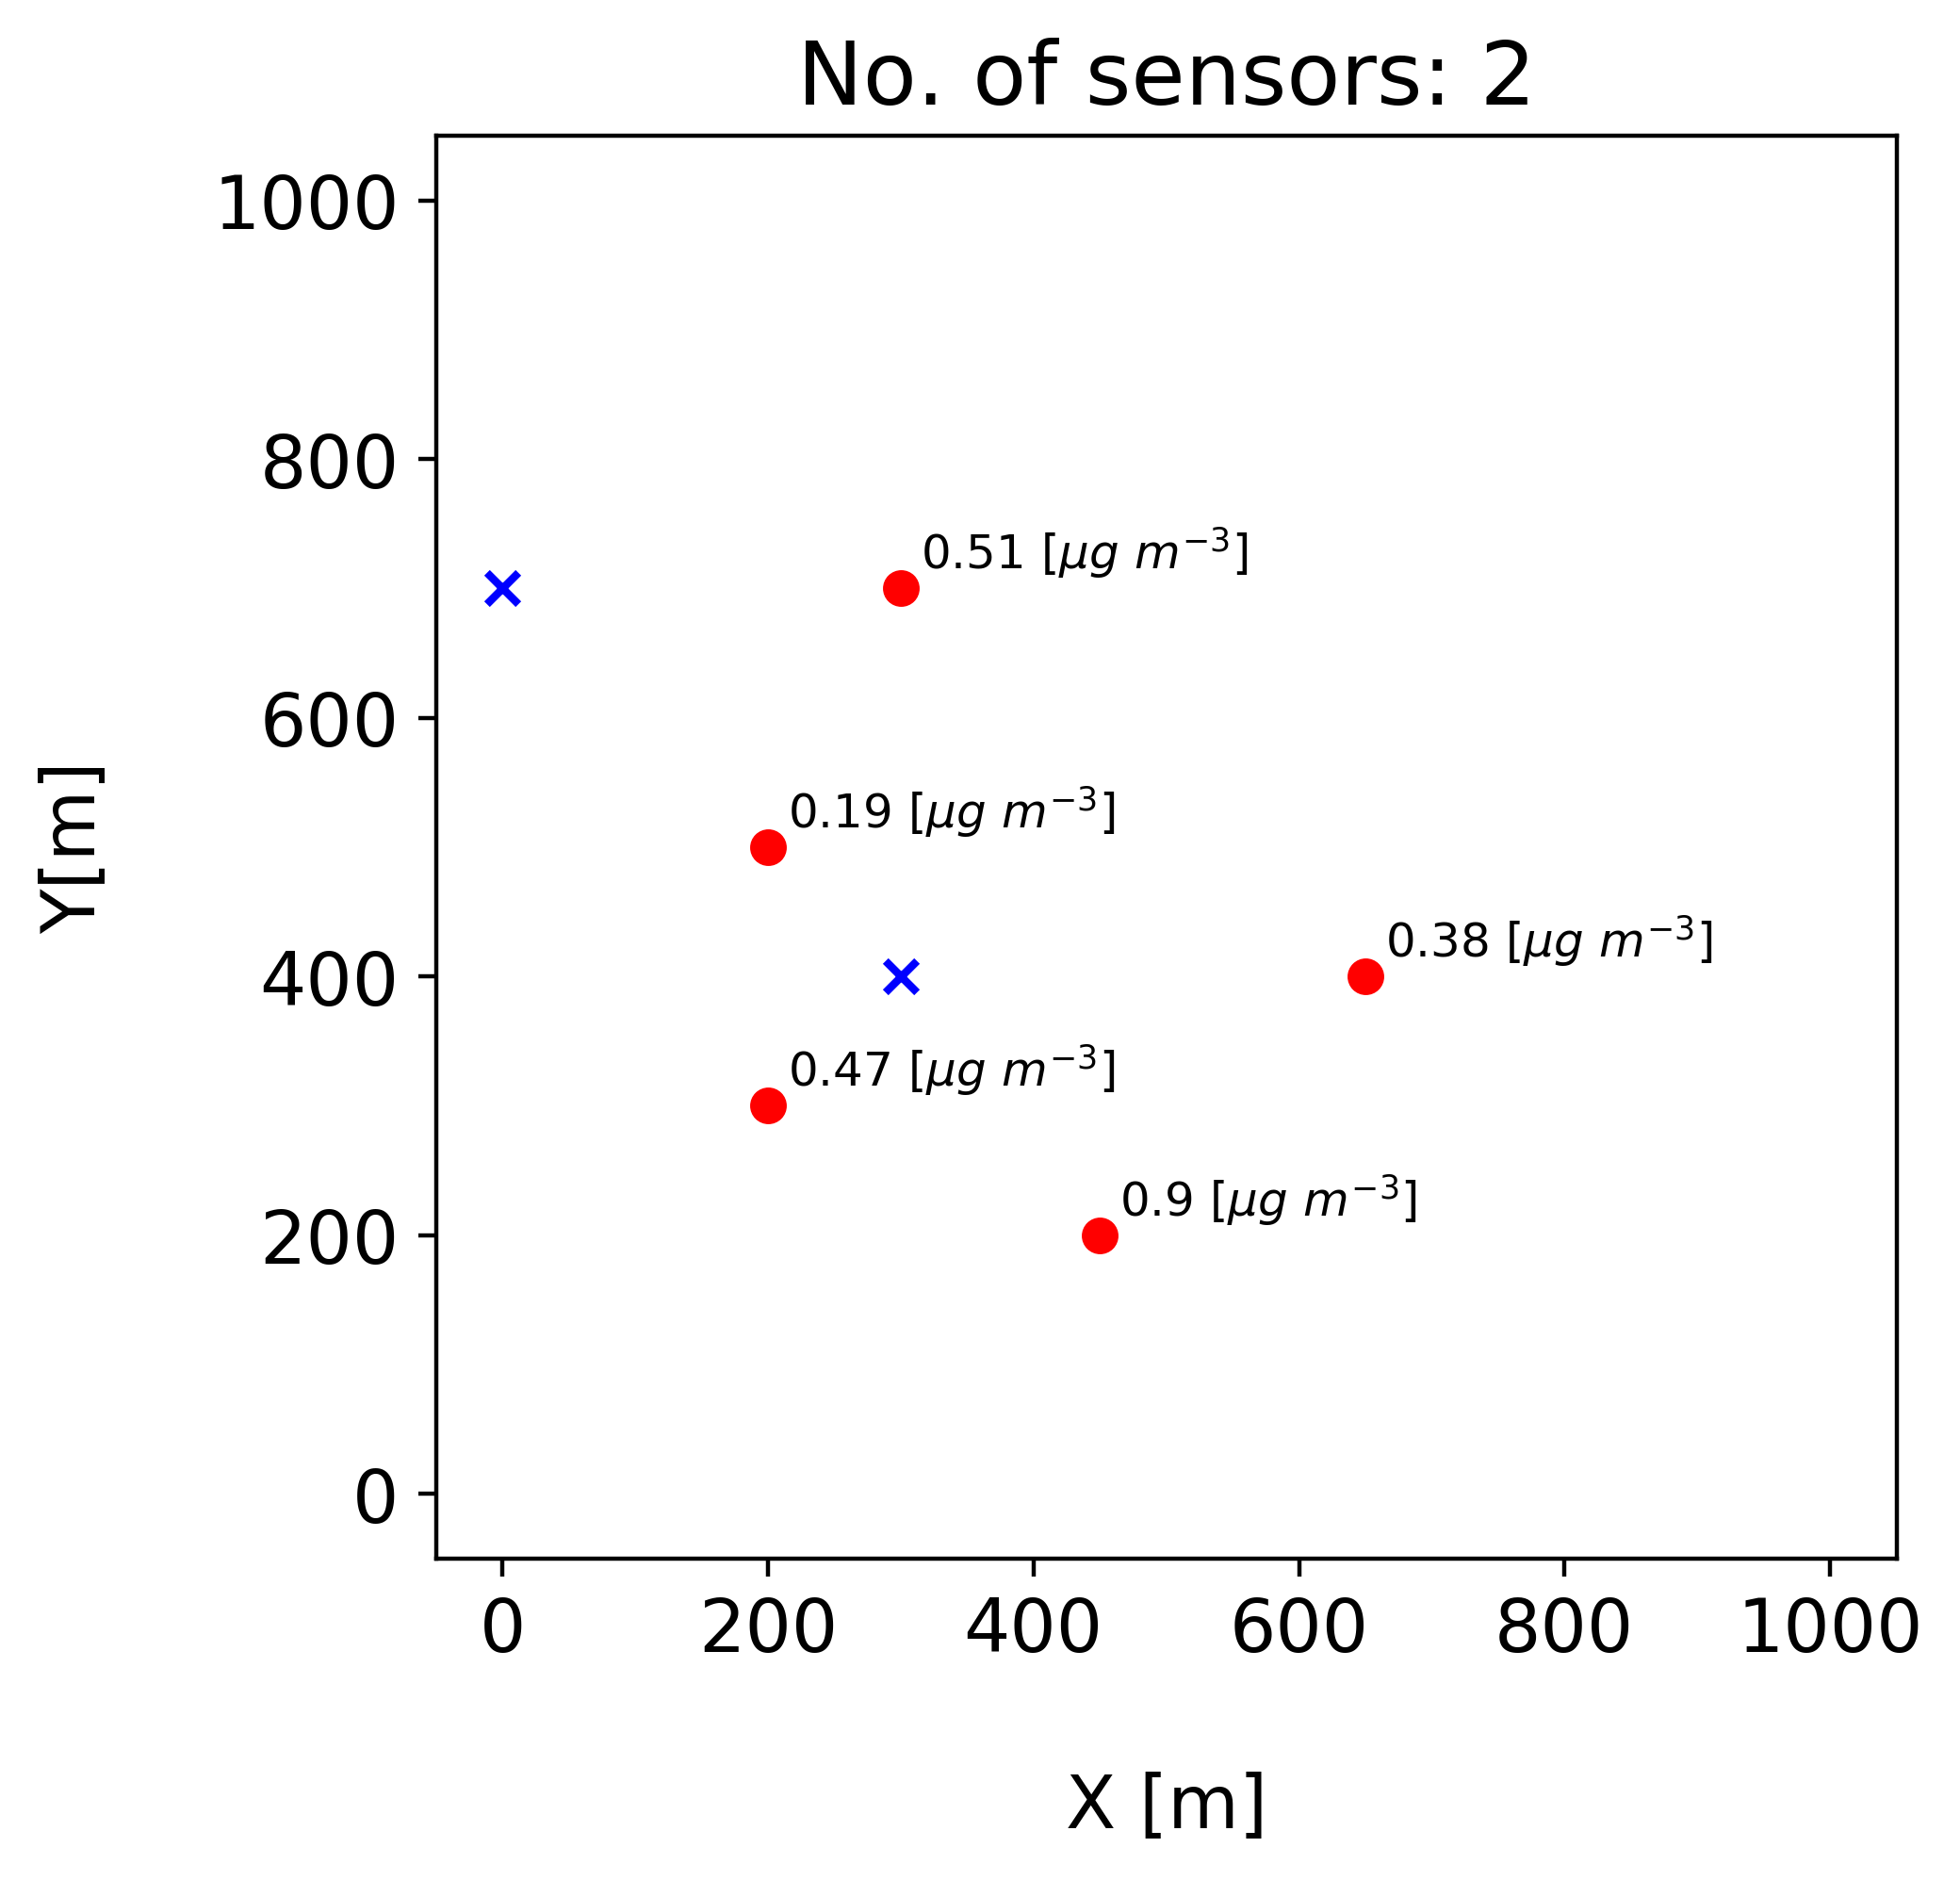 No. of sensors: 2
1000
800
0.51 [μg m⁻³]
600
0.19 [μg m⁻³]
Y[m]
0.38 [μg m⁻³]
400
0.47 [μg m⁻³]
0.9 [μg m⁻³]
200
0
0 200 400 600 800 1000
X [m]